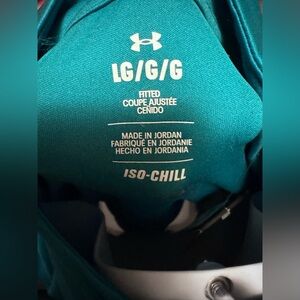 LG/G/G
FITTED
COUPE AJUSTÉE
CEÑIDO
MADE IN JORDAN
FABRIQUÉ EN JORDANIE
HECHO EN JORDANIA
ISO-CHILL